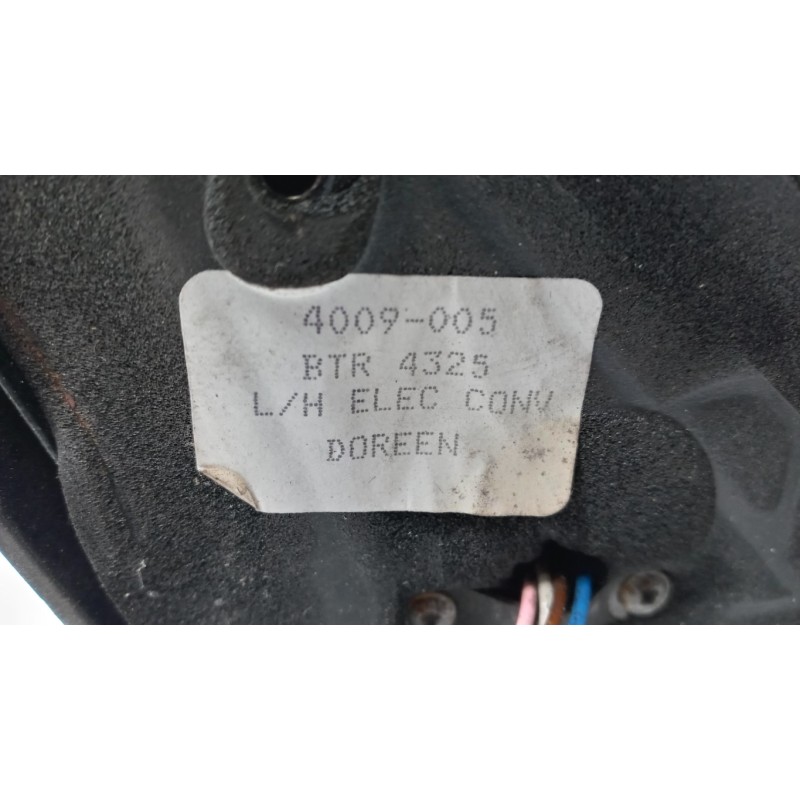 4009-005
BTR 4325
L/H ELEC CONV
DOREEN